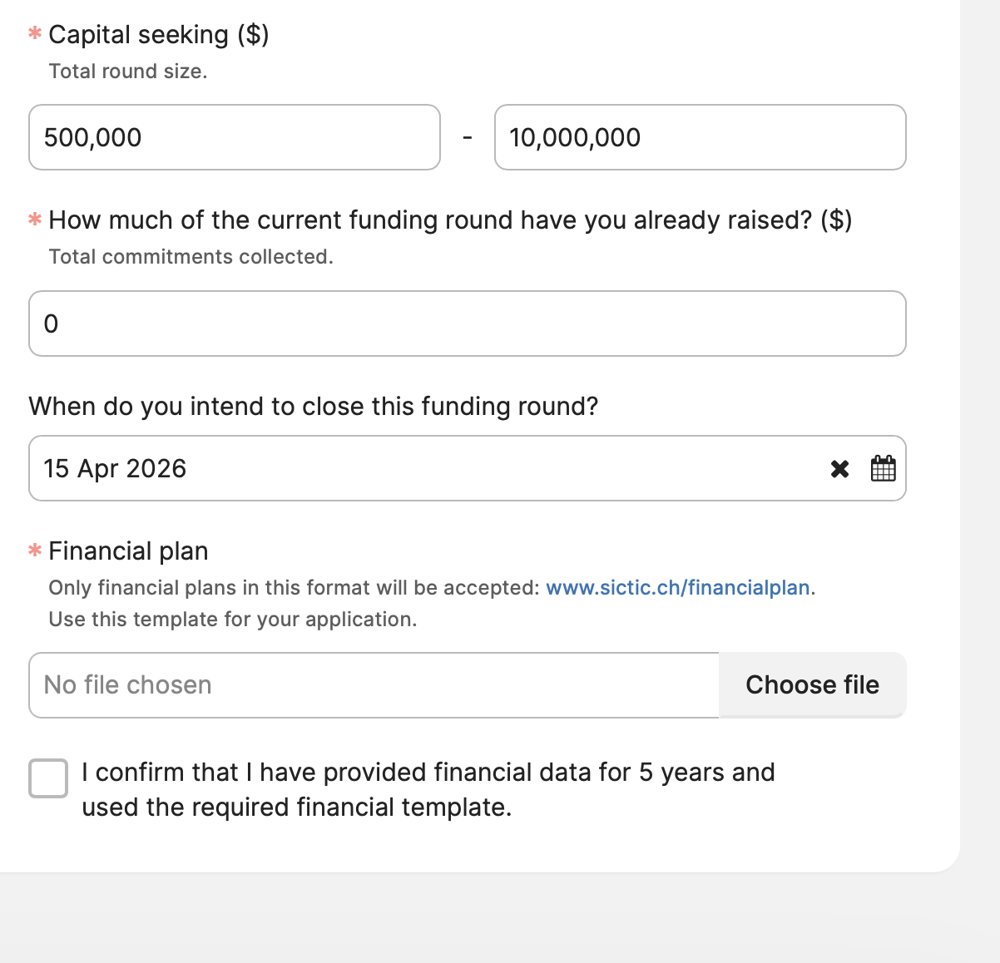 * Capital seeking ($)
Total round size.
500,000 - 10,000,000
* How much of the current funding round have you already raised? ($)
Total commitments collected.
0
When do you intend to close this funding round?
15 Apr 2026
* Financial plan
Only financial plans in this format will be accepted: www.sictic.ch/financialplan.
Use this template for your application.
No file chosen Choose file
I confirm that I have provided financial data for 5 years and
used the required financial template.